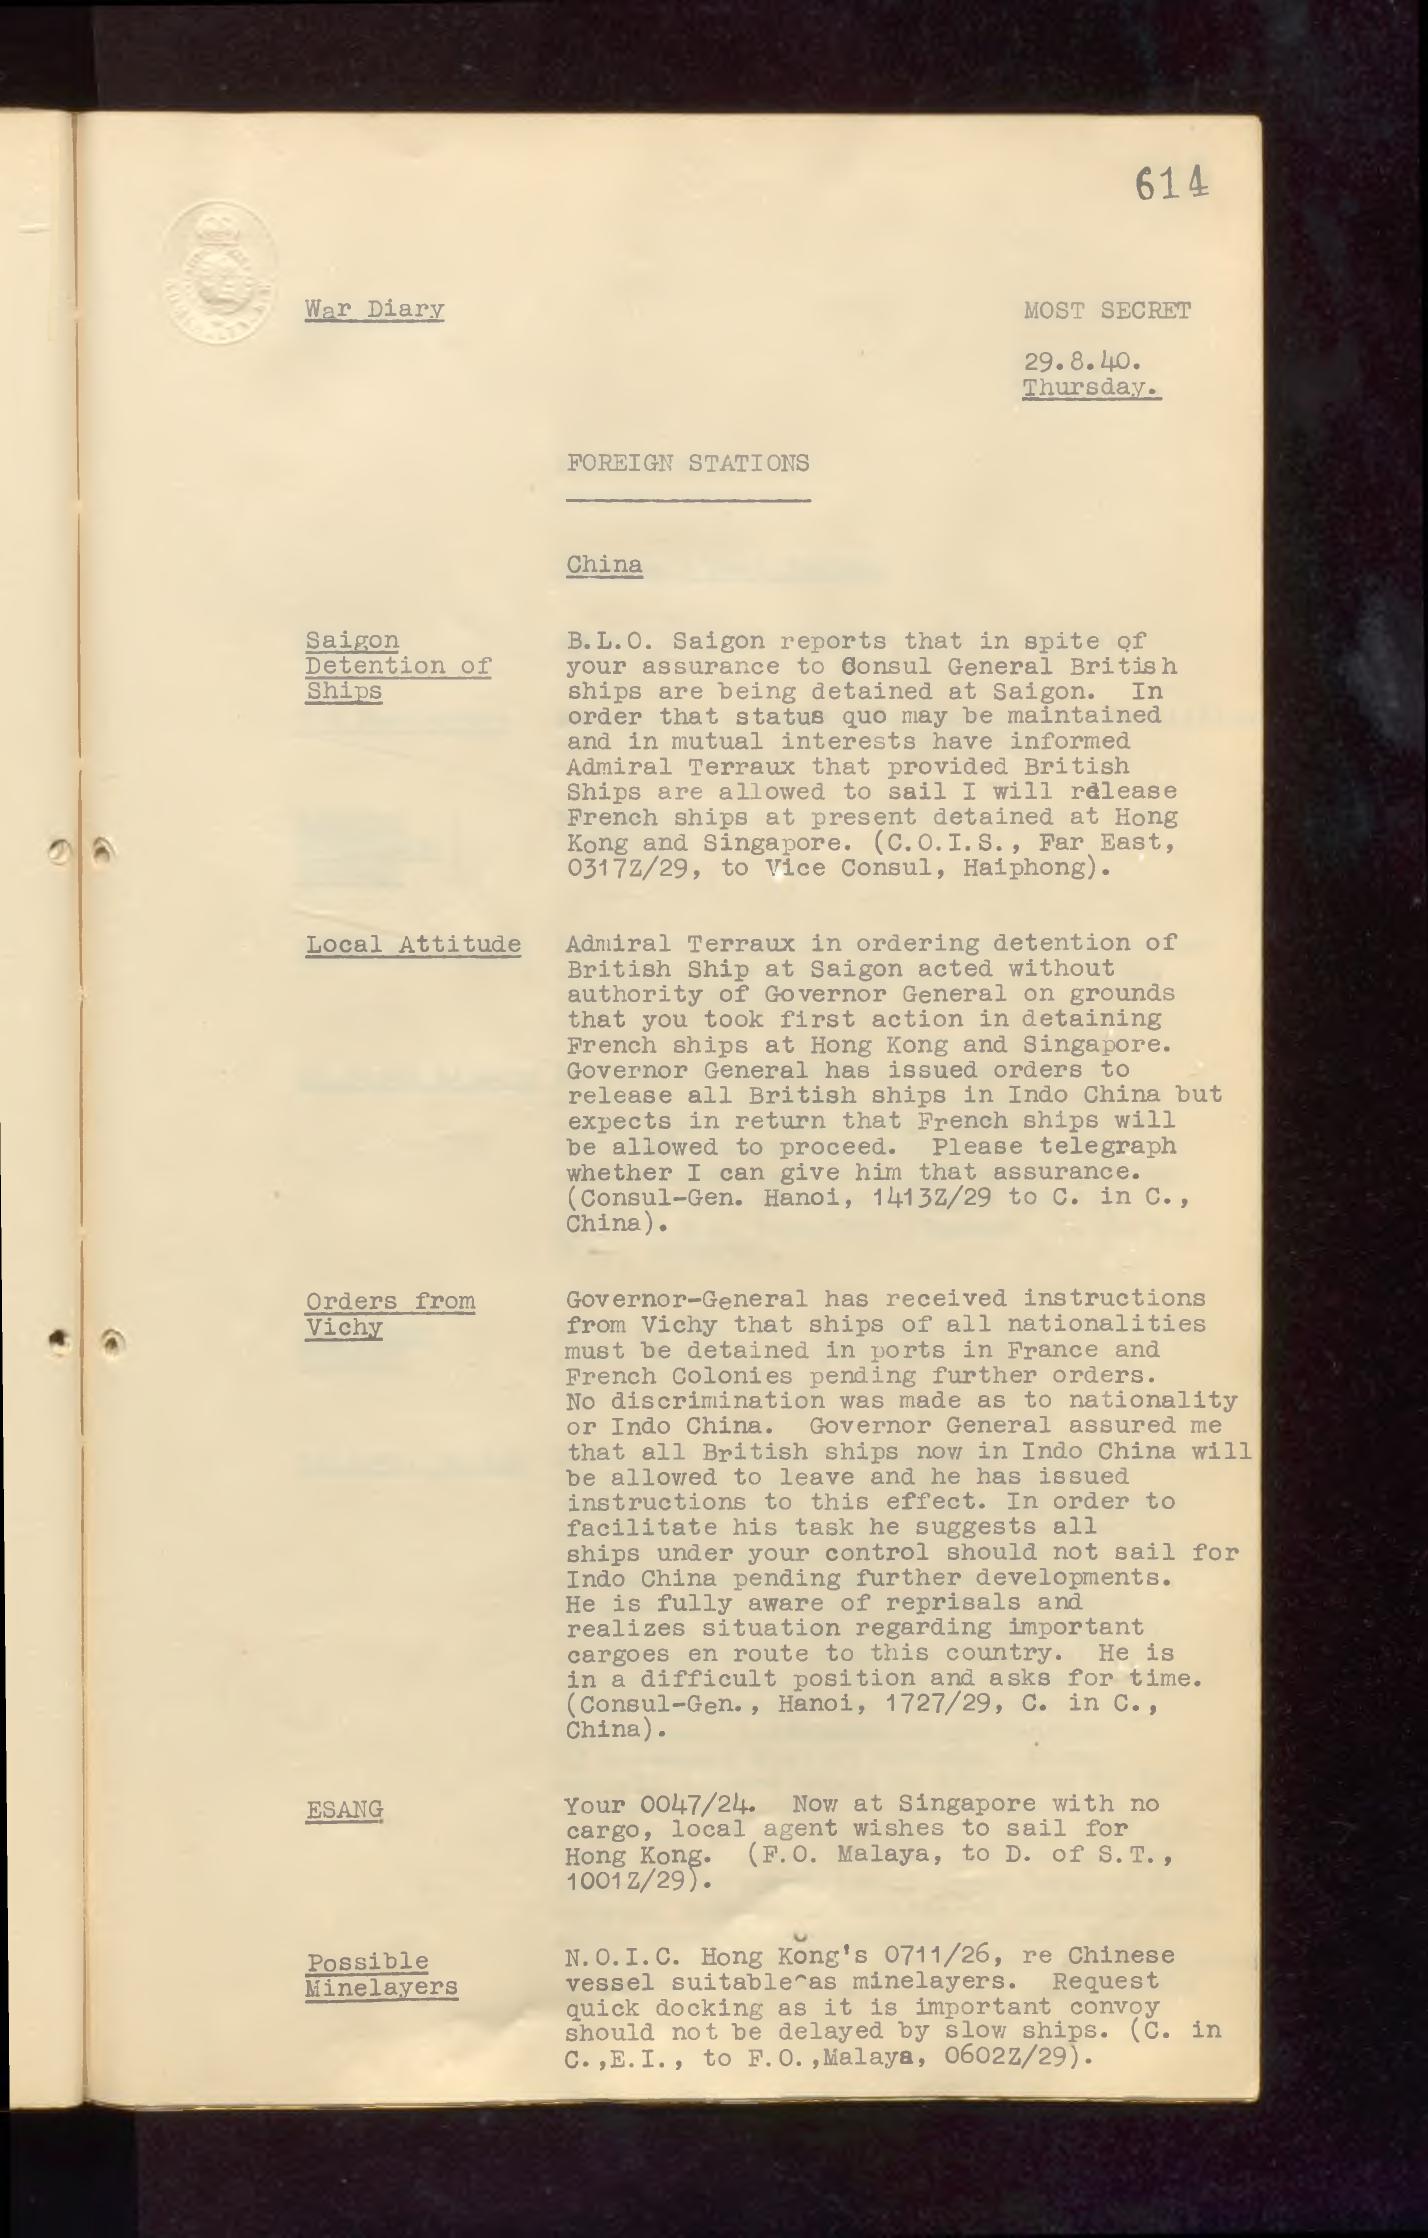 614
War Diary
MOST SECRET
29.8.40.
Thursday.
FOREIGN STATIONS
China
Saigon
Detention of
Ships
B.L.O. Saigon reports that in spite of
your assurance to Consul General British
ships are being detained at Saigon. In
order that status quo may be maintained
and in mutual interests have informed
Admiral Terraux that provided British
Ships are allowed to sail I will release
French ships at present detained at Hong
Kong and Singapore. (C.O.I.S., Far East,
0317Z/29, to Vice Consul, Haiphong).
Local Attitude
Admiral Terraux in ordering detention of
British Ship at Saigon acted without
authority of Governor General on grounds
that you took first action in detaining
French ships at Hong Kong and Singapore.
Governor General has issued orders to
release all British ships in Indo China but
expects in return that French ships will
be allowed to proceed. Please telegraph
whether I can give him that assurance.
(Consul-Gen. Hanoi, 1413Z/29 to C. in C.,
China).
Orders from
Vichy
Governor-General has received instructions
from Vichy that ships of all nationalities
must be detained in ports in France and
French Colonies pending further orders.
No discrimination was made as to nationality
or Indo China. Governor General assured me
that all British ships now in Indo China will
be allowed to leave and he has issued
instructions to this effect. In order to
facilitate his task he suggests all
ships under your control should not sail for
Indo China pending further developments.
He is fully aware of reprisals and
realizes situation regarding important
cargoes en route to this country. He is
in a difficult position and asks for time.
(Consul-Gen., Hanoi, 1727/29, C. in C.,
China).
ESANG
Your 0047/24. Now at Singapore with no
cargo, local agent wishes to sail for
Hong Kong. (F.O. Malaya, to D. of S.T.,
1001Z/29).
Possible
Minelayers
N.O.I.C. Hong Kong's 0711/26, re Chinese
vessel suitable as minelayers. Request
quick docking as it is important convoy
should not be delayed by slow ships. (C. in
C.,E.I., to F.O.,Malaya, 0602Z/29).